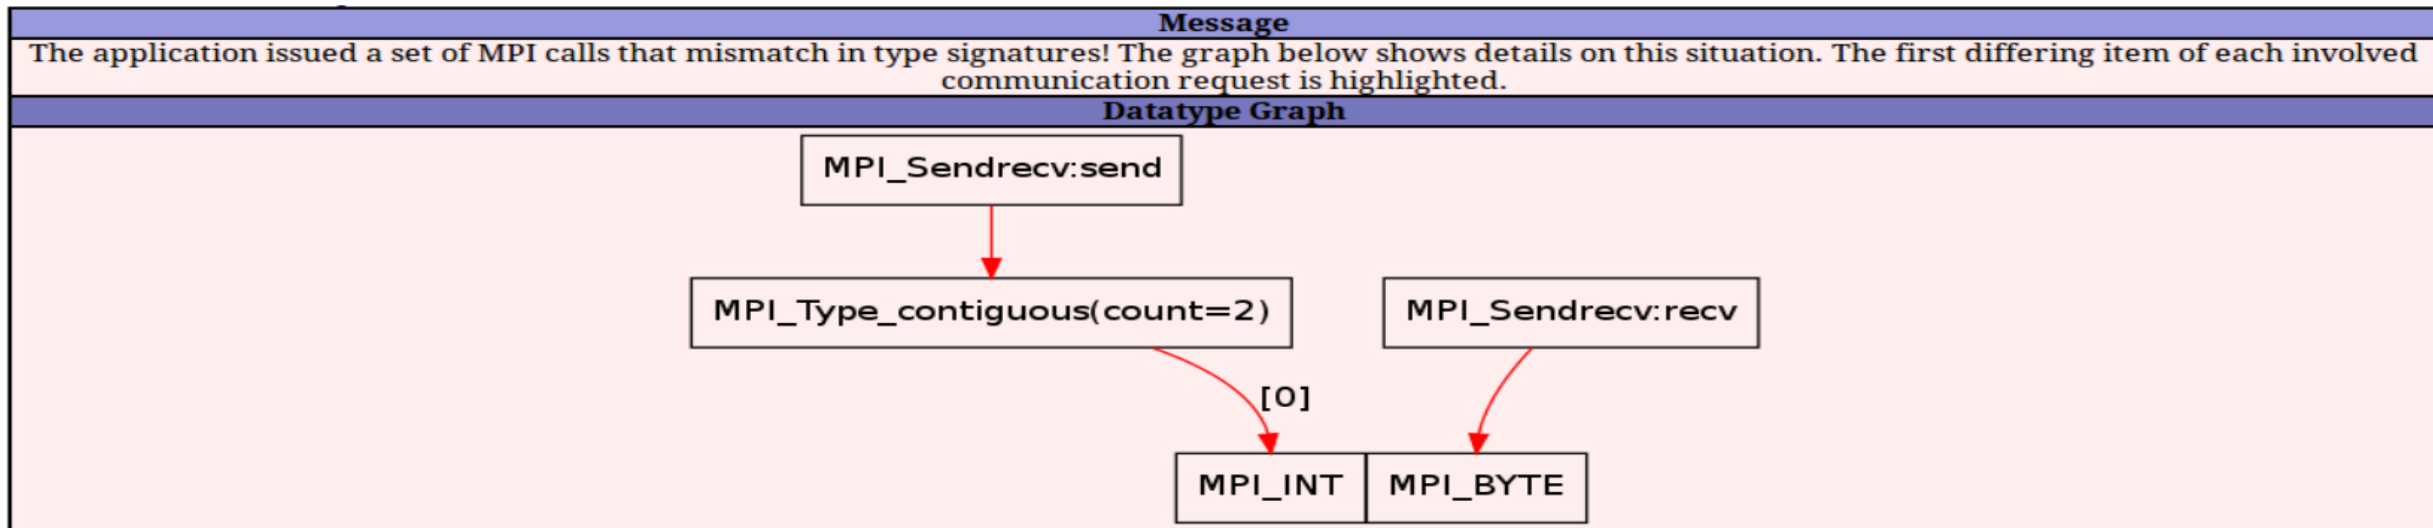 Message
The application issued a set of MPI calls that mismatch in type signatures! The graph below shows details on this situation. The first differing item of each involved
communication request is highlighted.
Datatype Graph
MPI_Sendrecv:send
MPI_Type_contiguous(count=2)
MPI_Sendrecv:recv
[0]
MPI_INT
MPI_BYTE